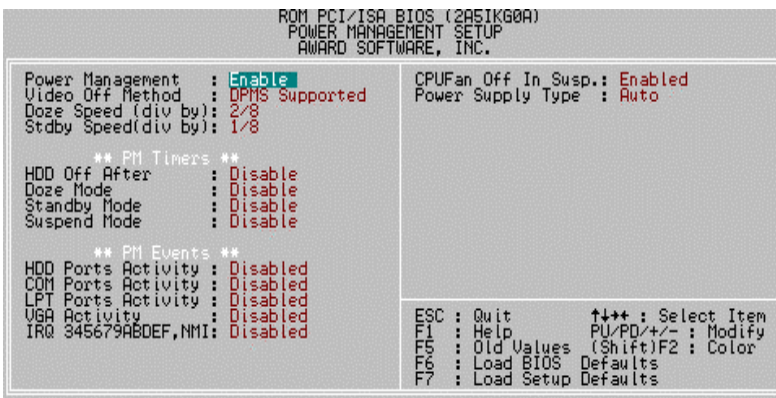 ROM PCI/ISA BIOS (2A5IKG0A)
POWER MANAGEMENT SETUP
AWARD SOFTWARE, INC.
Power Management : Enable
Video Off Method : DPMS Supported
Doze Speed (div by): 2/8
Stdby Speed(div by): 1/8
** PM Timers **
HDD Off After : Disable
Doze Mode : Disable
Standby Mode : Disable
Suspend Mode : Disable
** PM Events **
HDD Ports Activity : Disabled
COM Ports Activity : Disabled
LPT Ports Activity : Disabled
VGA Activity : Disabled
IRQ 345679ABDEF,NMI: Disabled
CPUFan Off In Susp.: Enabled
Power Supply Type : Auto
ESC : Quit ↑↓→← : Select Item
F1 : Help PU/PD/+/- : Modify
F5 : Old Values (Shift)F2 : Color
F6 : Load BIOS Defaults
F7 : Load Setup Defaults